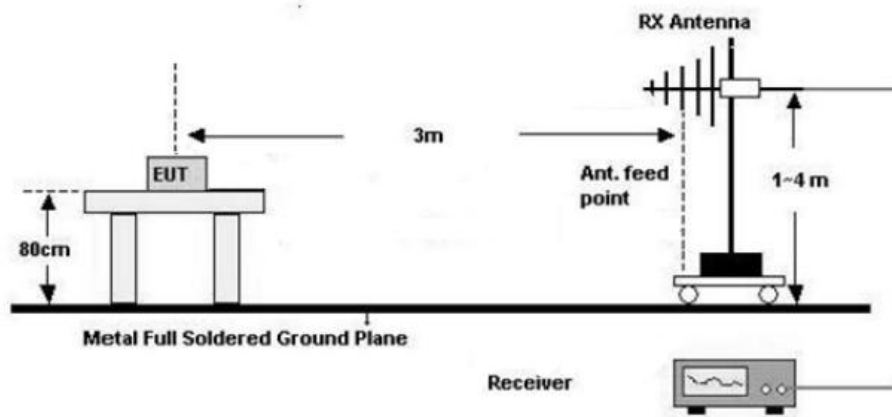 RX Antenna
3m
EUT
Ant. feed
point
1~4 m
80cm
Metal Full Soldered Ground Plane
Receiver